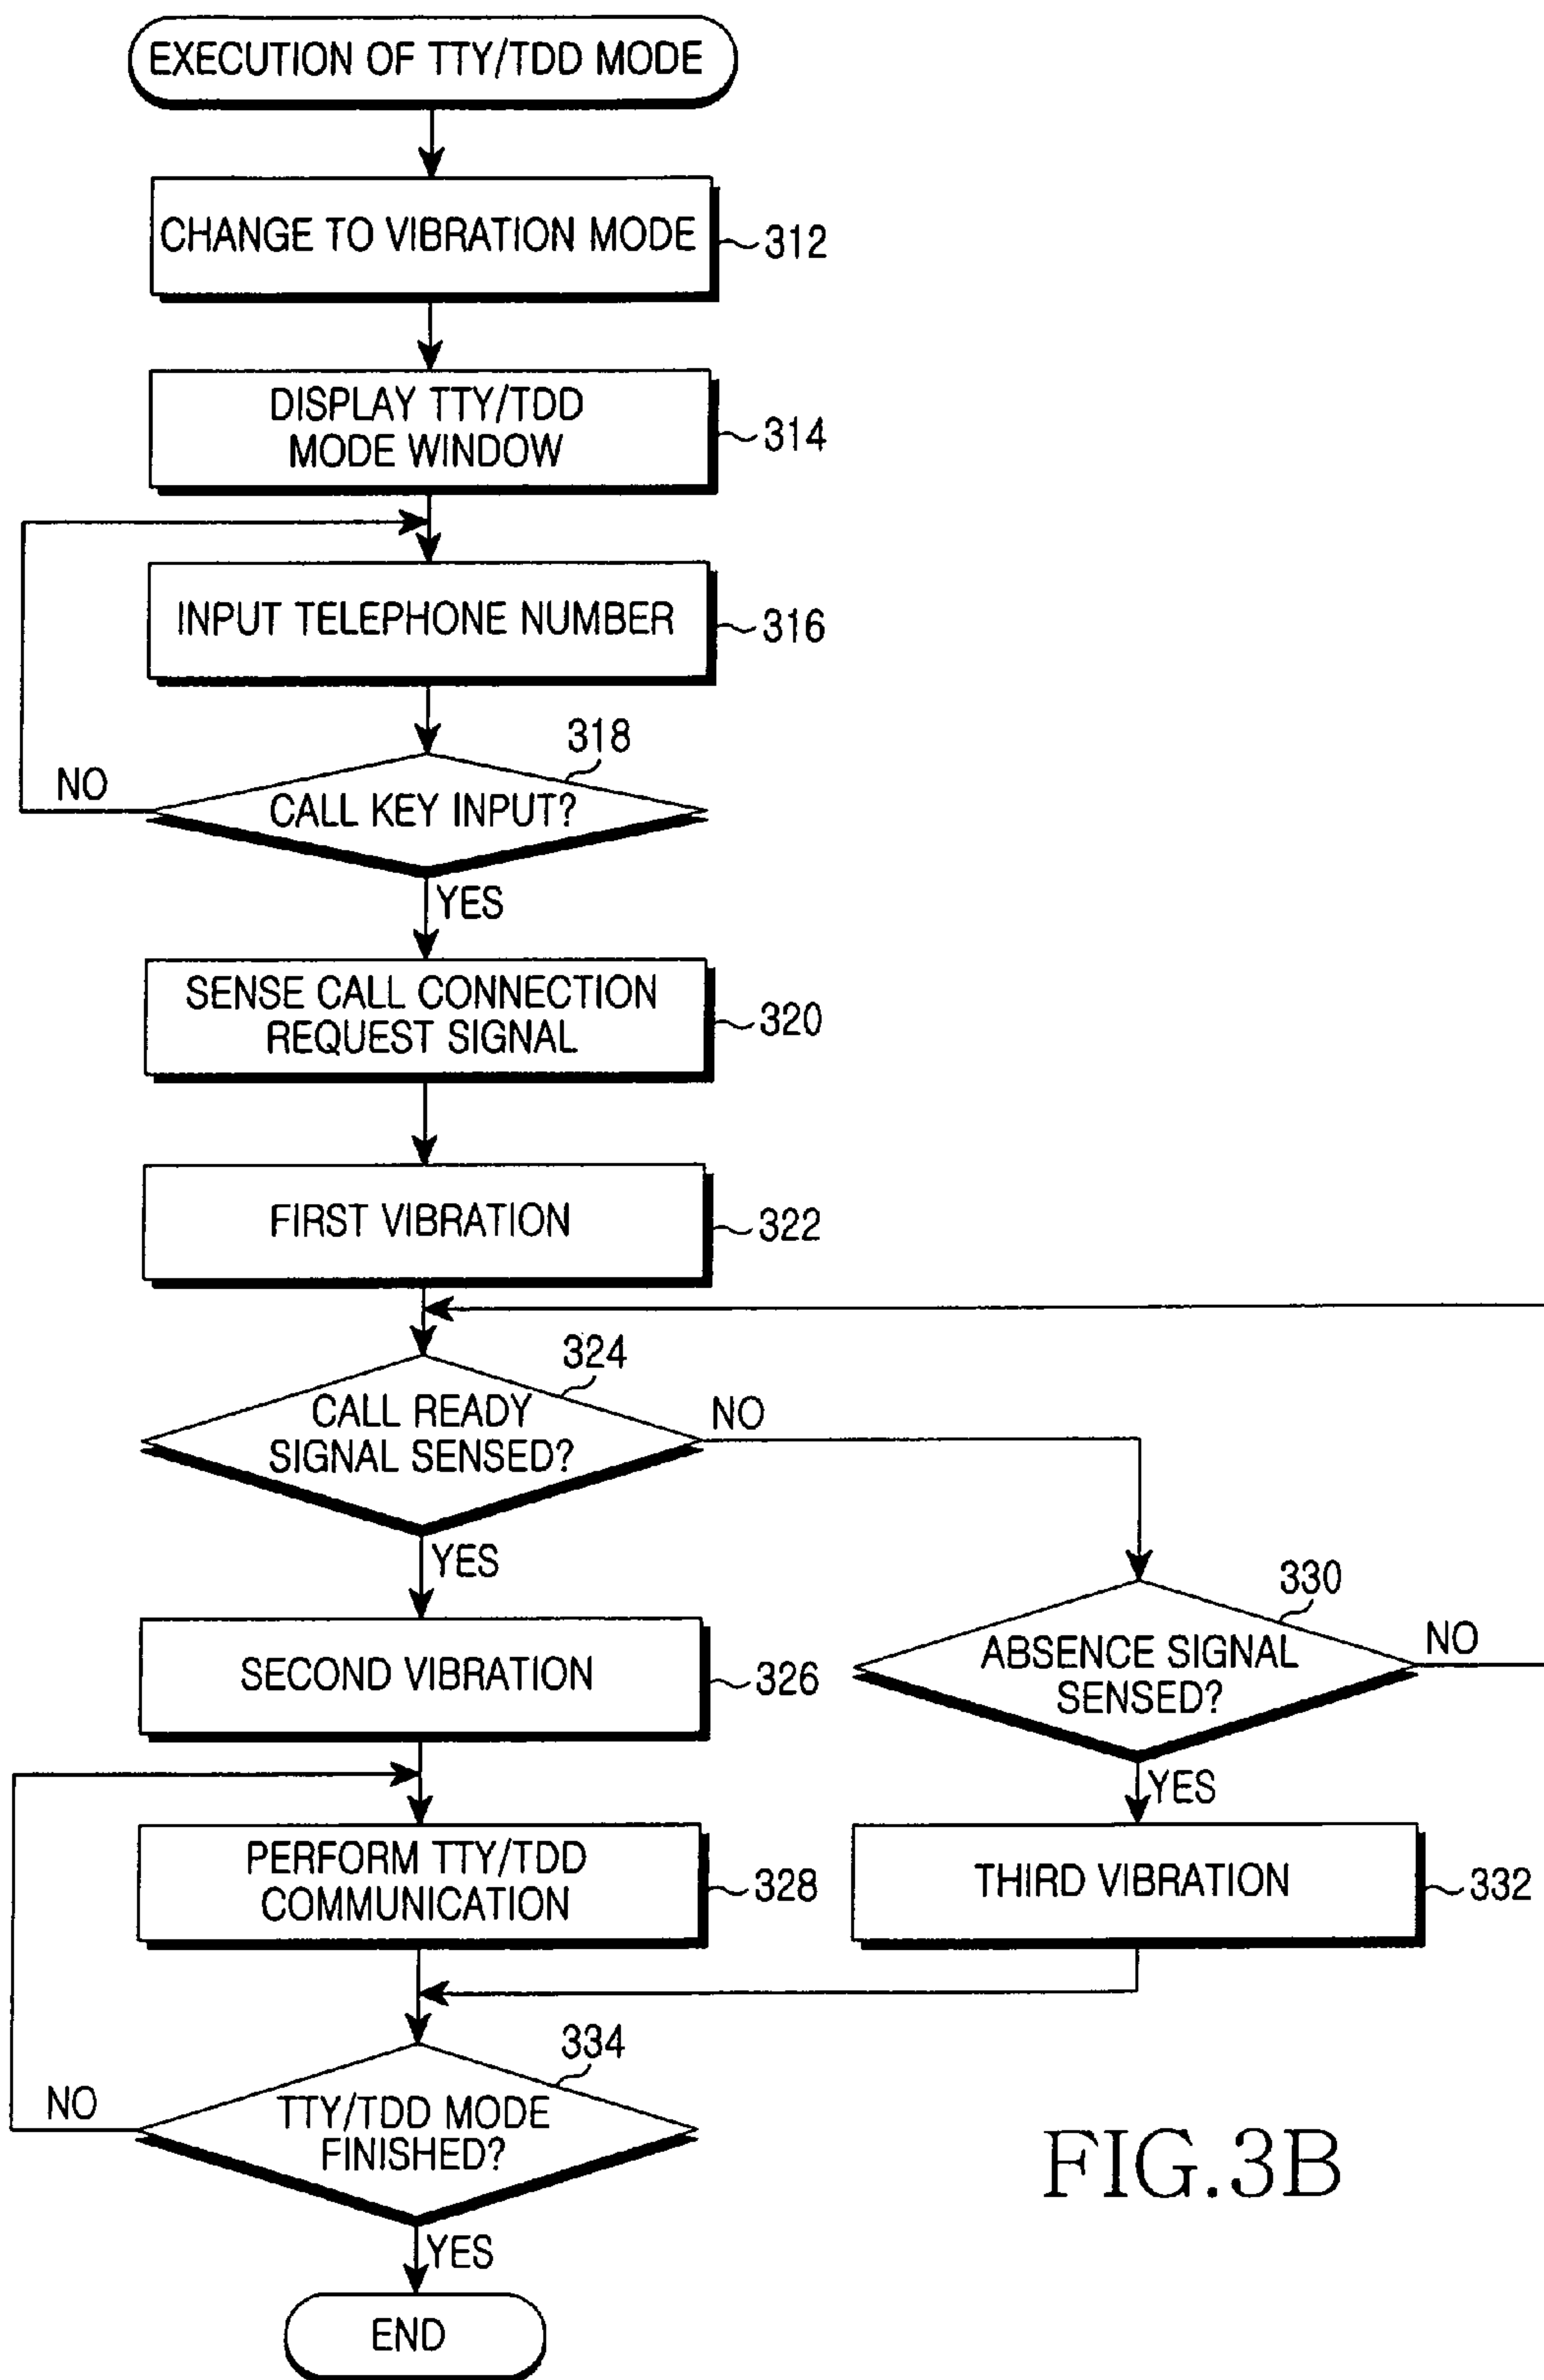 EXECUTION OF TTY/TDD MODE
CHANGE TO VIBRATION MODE
312
DISPLAY TTY/TDD
MODE WINDOW
314
INPUT TELEPHONE NUMBER
316
318
NO
CALL KEY INPUT?
YES
SENSE CALL CONNECTION
REQUEST SIGNAL
320
FIRST VIBRATION
322
324
CALL READY
SIGNAL SENSED?
NO
YES
330
ABSENCE SIGNAL
SENSED?
NO
SECOND VIBRATION
326
YES
PERFORM TTY/TDD
COMMUNICATION
328
THIRD VIBRATION
332
334
NO
TTY/TDD MODE
FINISHED?
YES
END
FIG.3B